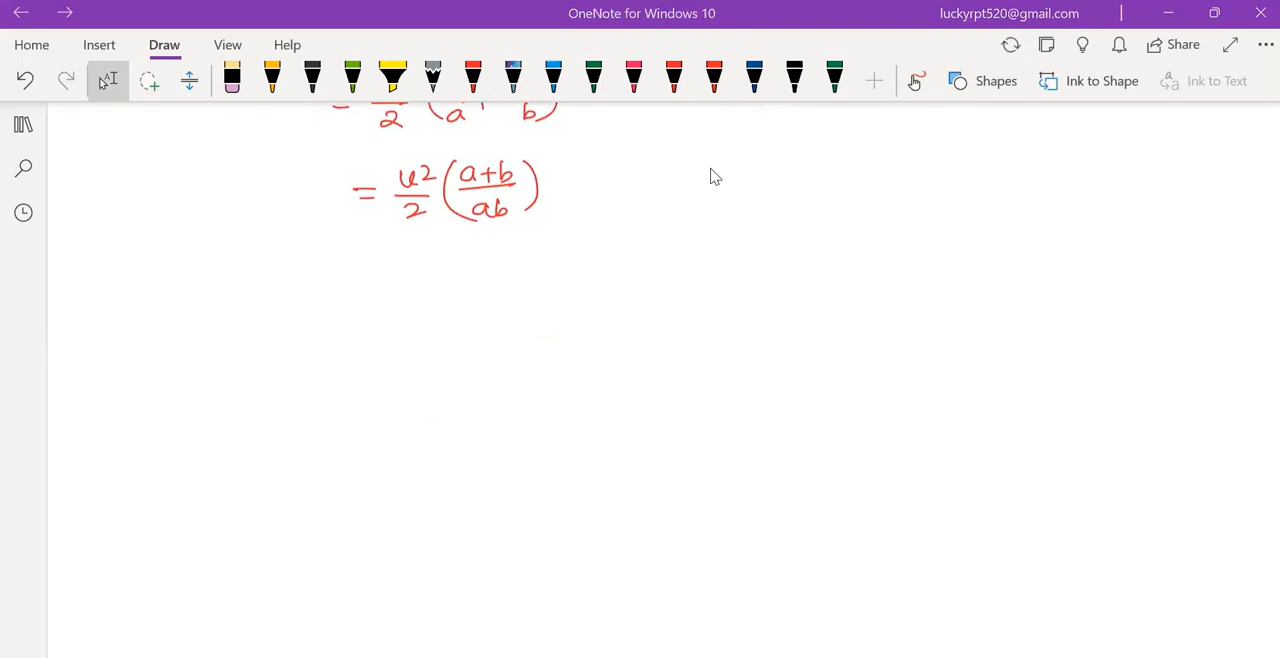 OneNote for Windows 10
luckyrpt520@gmail.com
Home Insert Draw View Help
Share
Shapes Ink to Shape Ink to Text
= 2 (a + b)
= u²/2 (a+b/ab)